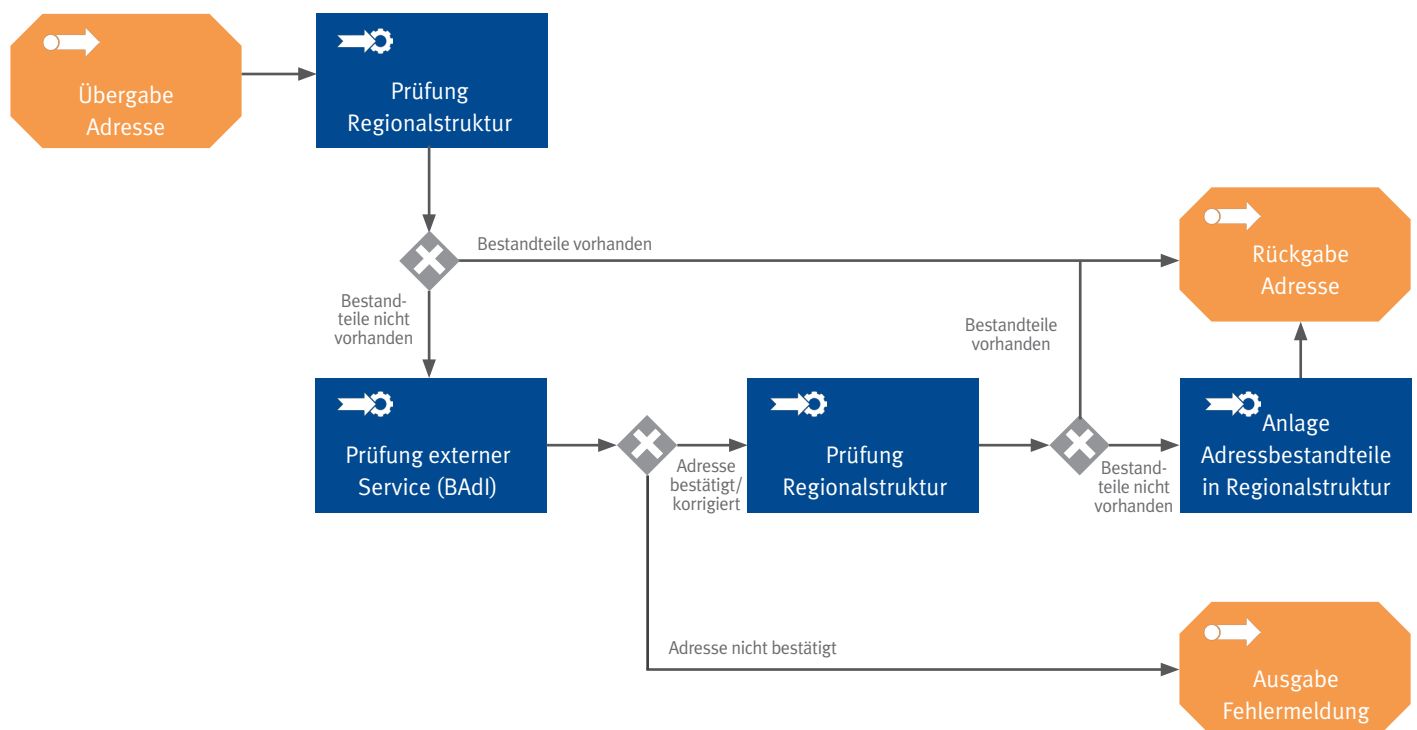 Übergabe
Adresse
Prüfung
Regionalstruktur
Bestandteile vorhanden
Rückgabe
Adresse
Bestand-
teile nicht
vorhanden
Bestandteile
vorhanden
Prüfung externer
Service (BAdI)
Adresse
bestätigt/
korrigiert
Prüfung
Regionalstruktur
Bestand-
teile nicht
vorhanden
Anlage
Adressbestandteile
in Regionalstruktur
Adresse nicht bestätigt
Ausgabe
Fehlermeldung